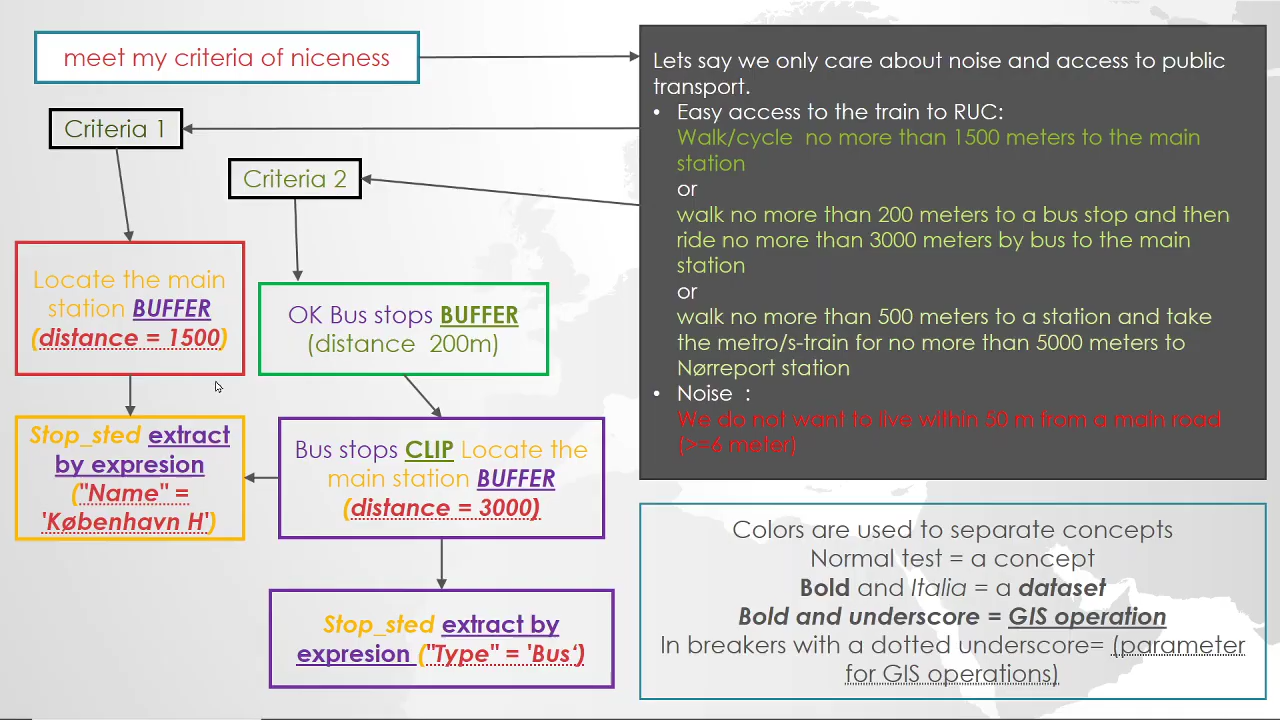 meet my criteria of niceness
Criteria 1
Criteria 2
Locate the main
station BUFFER
(distance = 1500)
OK Bus stops BUFFER
(distance  200m)
Stop_sted extract
by expresion
("Name" =
'København H')
Bus stops CLIP Locate the
main station BUFFER
(distance = 3000)
Stop_sted extract by
expresion ("Type" = 'Bus')
Lets say we only care about noise and access to public
transport.
• Easy access to the train to RUC:
Walk/cycle  no more than 1500 meters to the main
station
or
walk no more than 200 meters to a bus stop and then
ride no more than 3000 meters by bus to the main
station
or
walk no more than 500 meters to a station and take
the metro/s-train for no more than 5000 meters to
Nørreport station
• Noise  :
We do not want to live within 50 m from a main road
(>=6 meter)
Colors are used to separate concepts
Normal test = a concept
Bold and Italia = a dataset
Bold and underscore = GIS operation
In breakers with a dotted underscore= (parameter
for GIS operations)